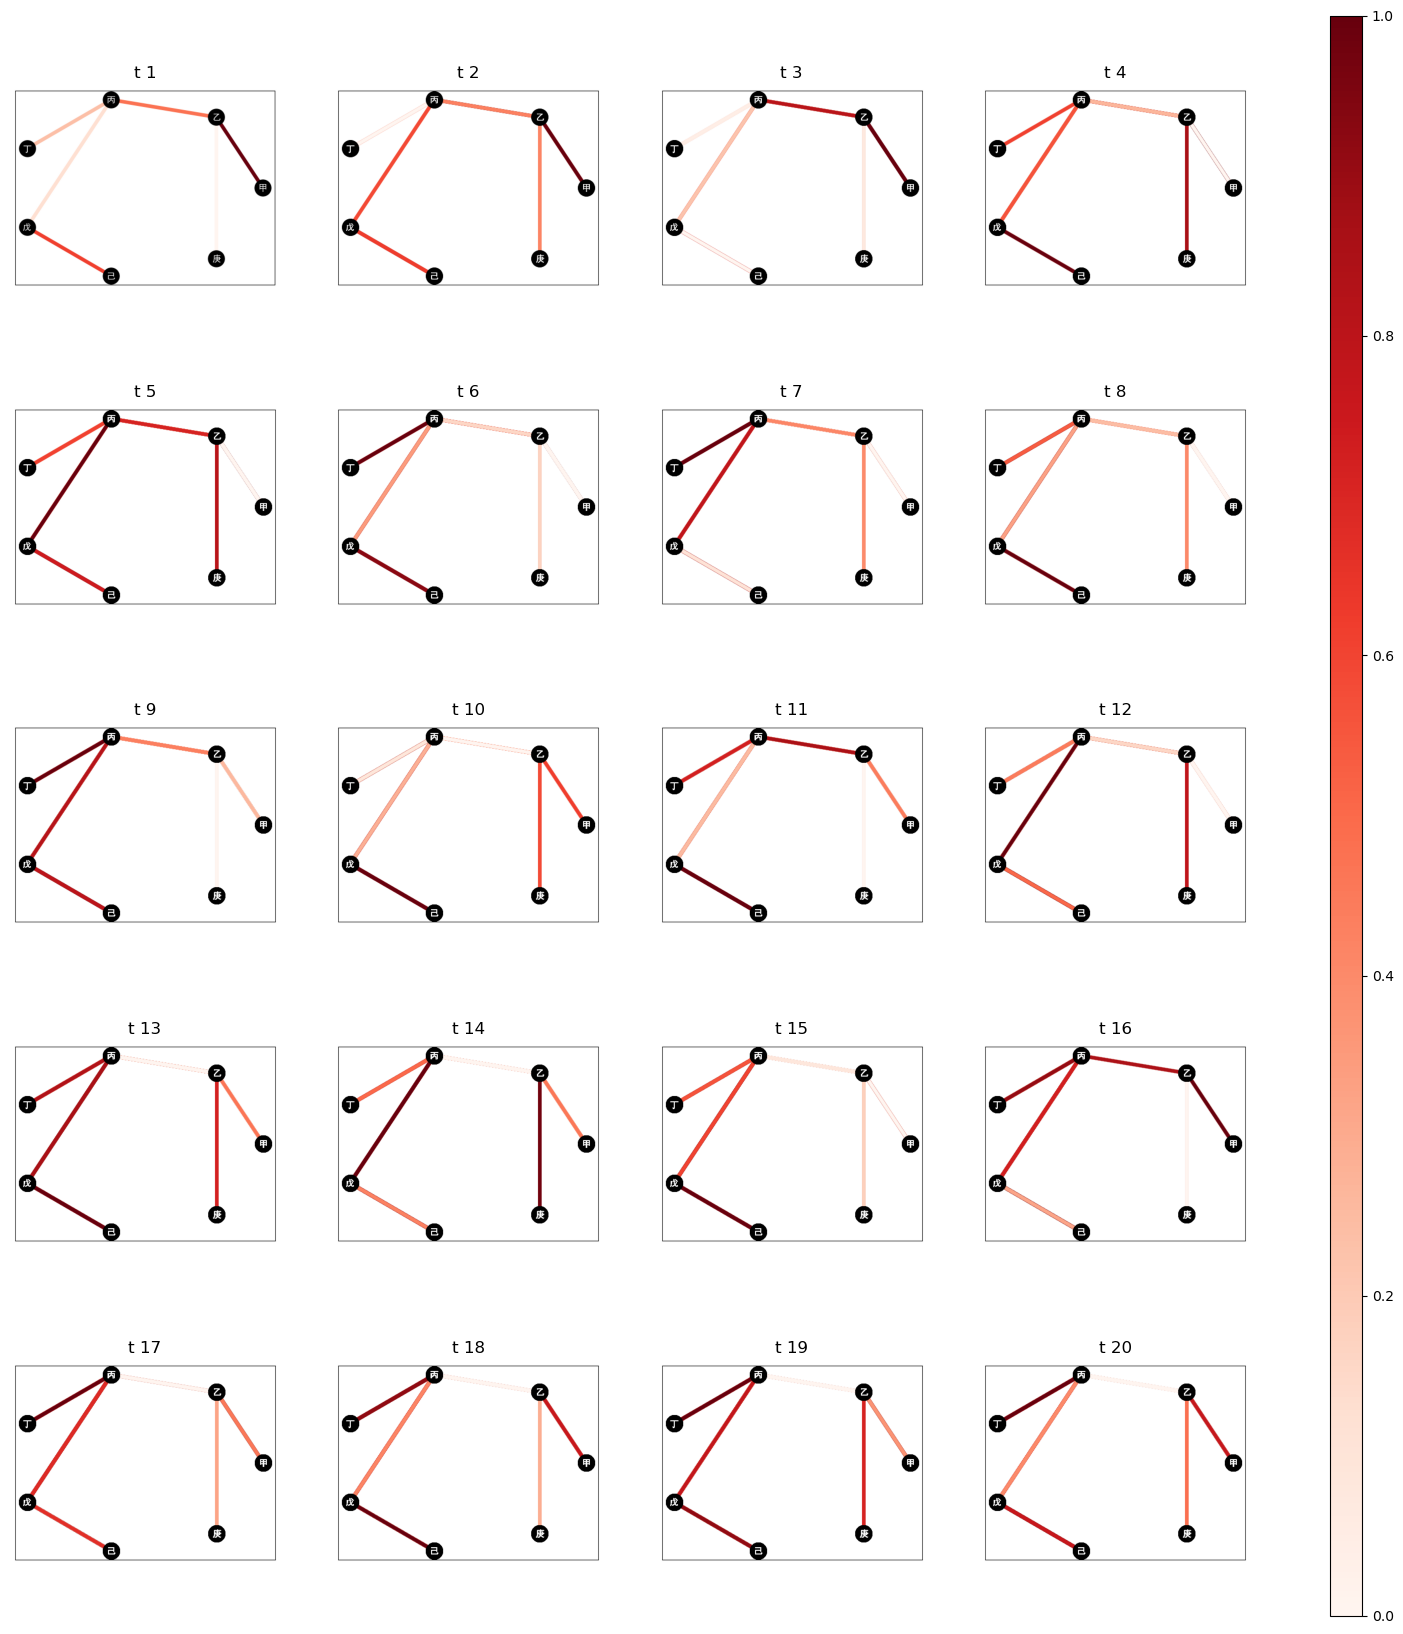 t 1
丙
乙
丁
甲
戊
庚
己
t 2
丙
乙
丁
甲
戊
庚
己
t 3
丙
乙
丁
甲
戊
庚
己
t 4
丙
乙
丁
甲
戊
庚
己
t 5
丙
乙
丁
甲
戊
庚
己
t 6
丙
乙
丁
甲
戊
庚
己
t 7
丙
乙
丁
甲
戊
庚
己
t 8
丙
乙
丁
甲
戊
庚
己
t 9
丙
乙
丁
甲
戊
庚
己
t 10
丙
乙
丁
甲
戊
庚
己
t 11
丙
乙
丁
甲
戊
庚
己
t 12
丙
乙
丁
甲
戊
庚
己
t 13
丙
乙
丁
甲
戊
庚
己
t 14
丙
乙
丁
甲
戊
庚
己
t 15
丙
乙
丁
甲
戊
庚
己
t 16
丙
乙
丁
甲
戊
庚
己
t 17
丙
乙
丁
甲
戊
庚
己
t 18
丙
乙
丁
甲
戊
庚
己
t 19
丙
乙
丁
甲
戊
庚
己
t 20
丙
乙
丁
甲
戊
庚
己
1.0
0.8
0.6
0.4
0.2
0.0